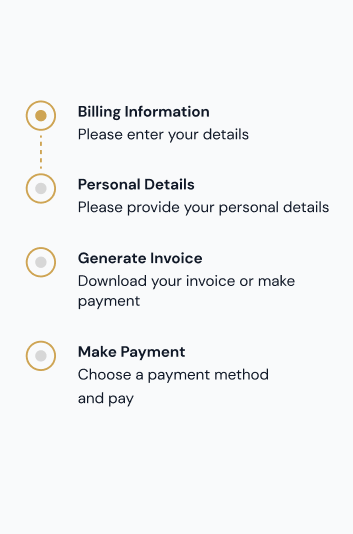 Billing Information
Please enter your details
Personal Details
Please provide your personal details
Generate Invoice
Download your invoice or make
payment
Make Payment
Choose a payment method
and pay